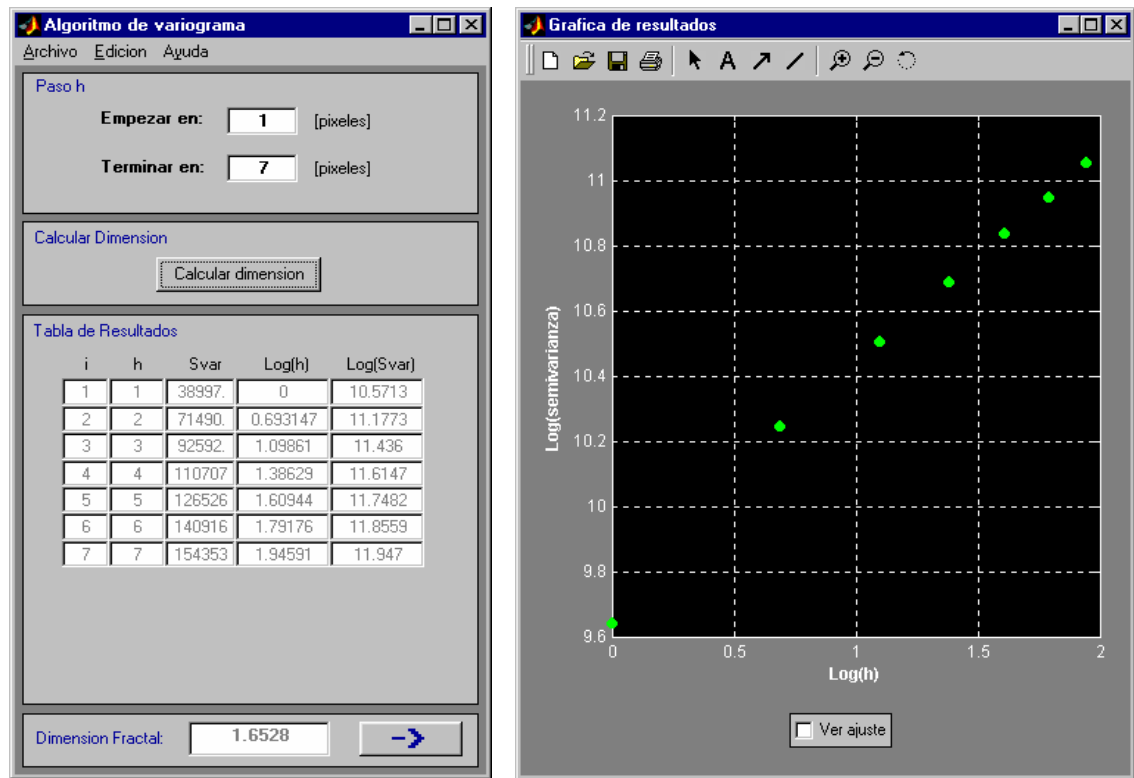 Algoritmo de variograma
Archivo Edicion Ayuda
Paso h
Empezar en: 1 [pixeles]
Terminar en: 7 [pixeles]
Calcular Dimension
Calcular dimension
Tabla de Resultados
i h Svar Log(h) Log(Svar)
1 1 38997. 0 10.5713
2 2 71490. 0.693147 11.1773
3 3 92592. 1.09861 11.436
4 4 110707 1.38629 11.6147
5 5 126526 1.60944 11.7482
6 6 140916 1.79176 11.8559
7 7 154353 1.94591 11.947
Dimension Fractal: 1.6528 ->
Grafica de resultados
A
11.2
11
10.8
10.6
10.4
10.2
10
9.8
9.6
Log(semivarianza)
0 0.5 1 1.5 2
Log(h)
Ver ajuste